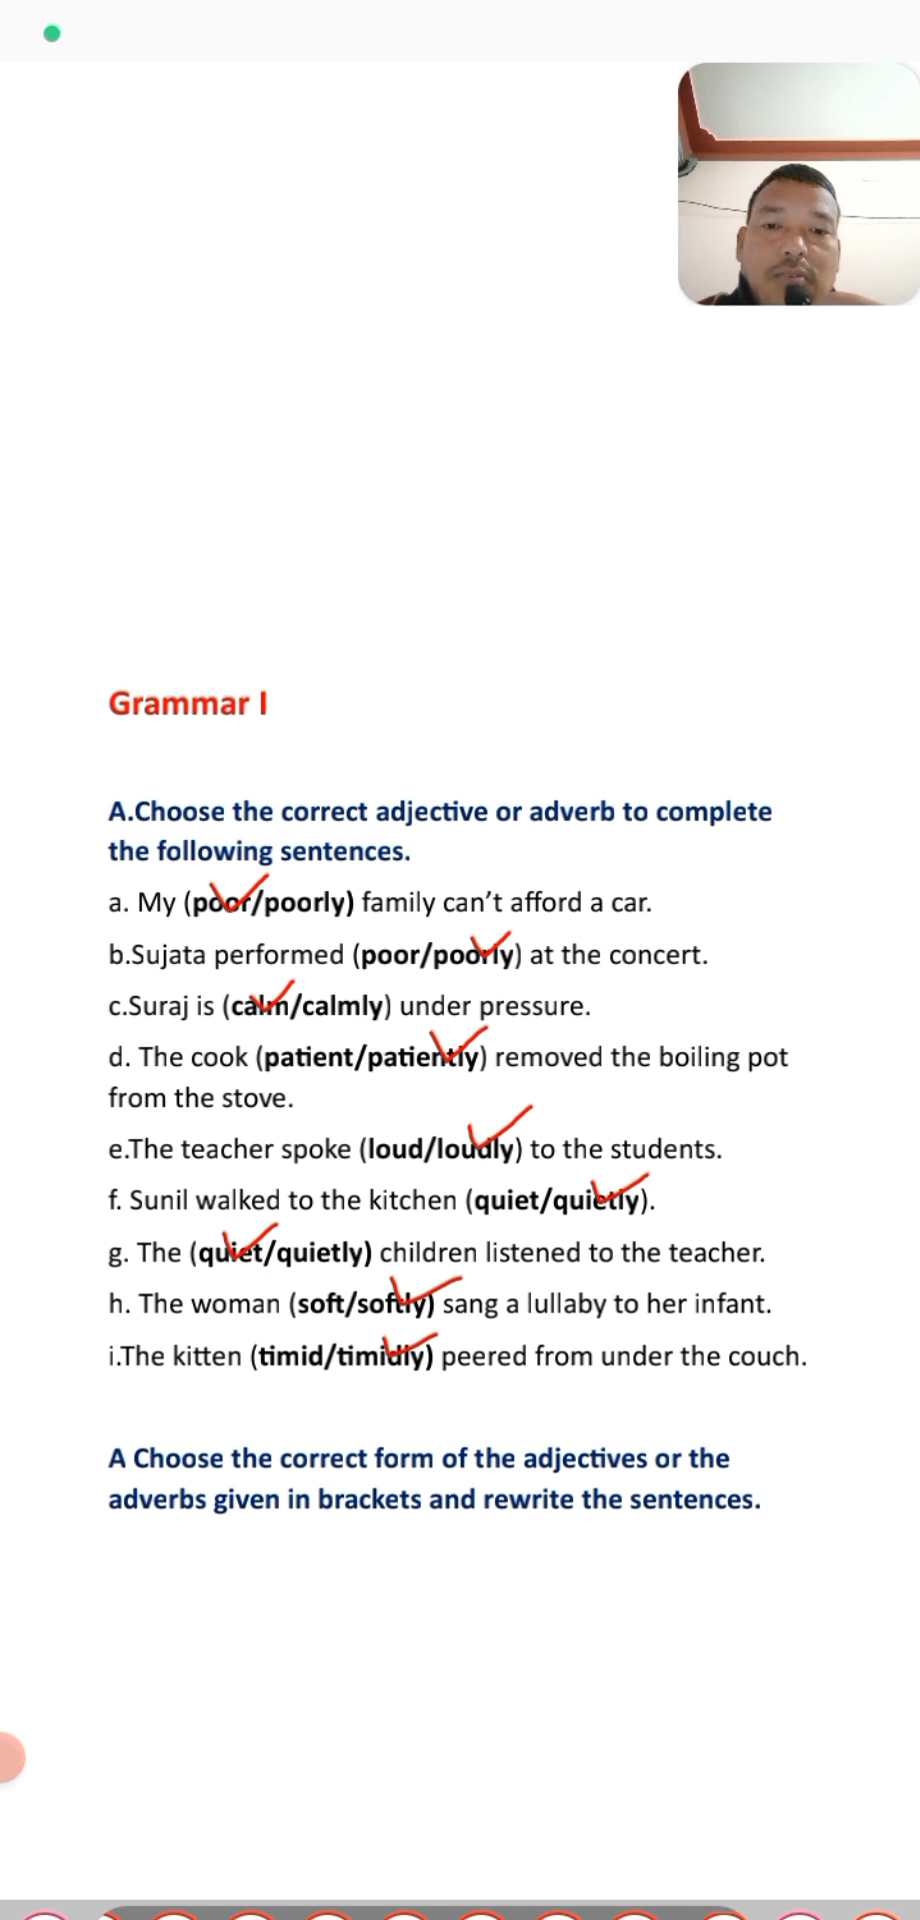 Grammar I
A.Choose the correct adjective or adverb to complete
the following sentences.
a. My (poor/poorly) family can’t afford a car.
b.Sujata performed (poor/poorly) at the concert.
c.Suraj is (calm/calmly) under pressure.
d. The cook (patient/patiently) removed the boiling pot
from the stove.
e.The teacher spoke (loud/loudly) to the students.
f. Sunil walked to the kitchen (quiet/quietly).
g. The (quiet/quietly) children listened to the teacher.
h. The woman (soft/softly) sang a lullaby to her infant.
i.The kitten (timid/timidly) peered from under the couch.
A Choose the correct form of the adjectives or the
adverbs given in brackets and rewrite the sentences.